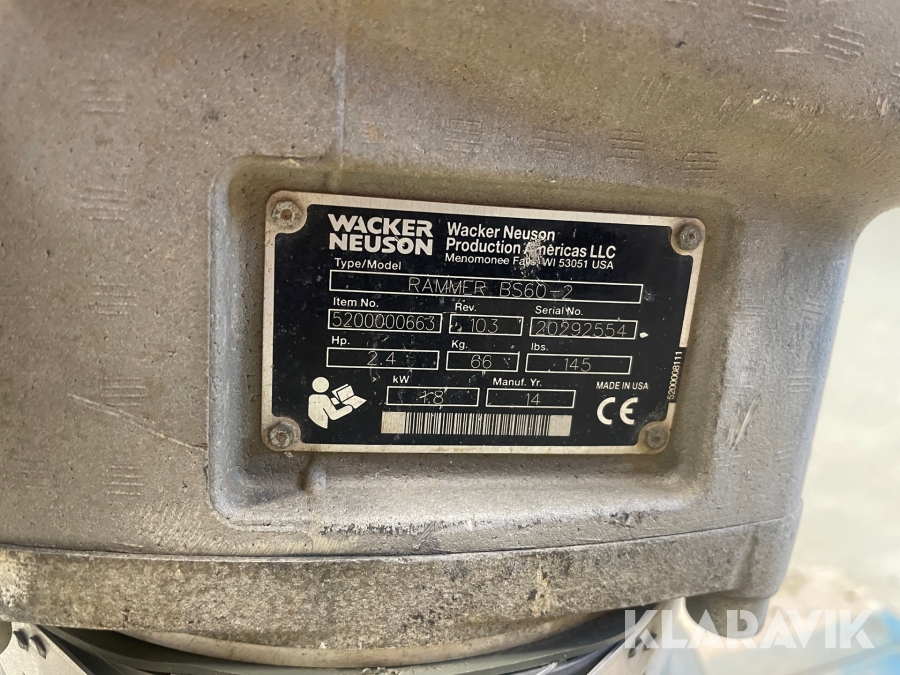 WACKER
NEUSON
Wacker Neuson
Production Americas LLC
Menomonee Falls, WI 53051 USA
Type/Model
RAMMER BS60-2
Item No. Rev. Serial No.
5200000663 103 20292554
Hp. Kg. lbs.
2.4 66 145
kW Manuf. Yr. MADE IN USA
1.8 14 CE
5200008111
KLARAVIK